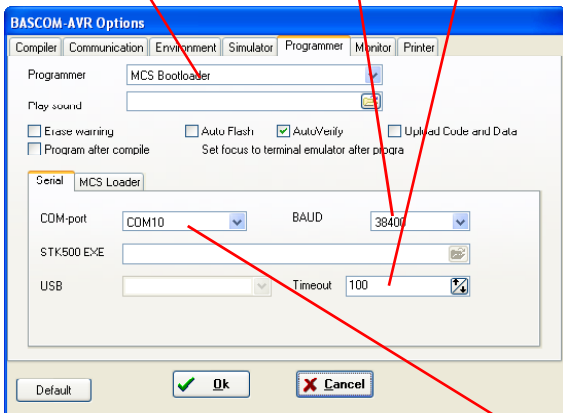 BASCOM-AVR Options
Compiler Communication Environment Simulator Programmer Monitor Printer
Programmer MCS Bootloader
Play sound
Erase warning Auto Flash AutoVerify Upload Code and Data
Program after compile Set focus to terminal emulator after progra
Serial MCS Loader
COM-port COM10 BAUD 38400
STK500 EXE
USB Timeout 100
Default Ok Cancel